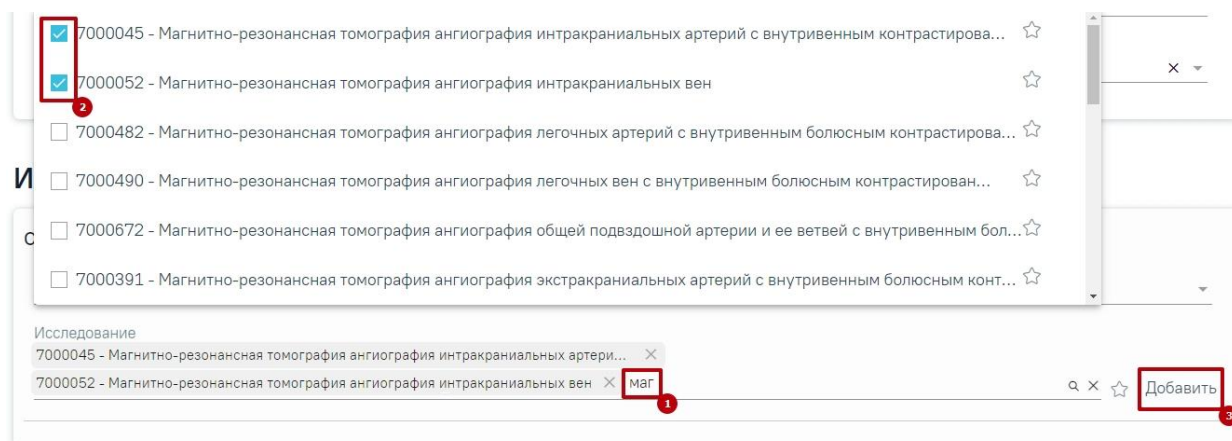 7000045 - Магнитно-резонансная томография ангиография интракраниальных артерий с внутривенным контрастирова...
7000052 - Магнитно-резонансная томография ангиография интракраниальных вен
2
7000482 - Магнитно-резонансная томография ангиография легочных артерий с внутривенным болюсным контрастирова...
7000490 - Магнитно-резонансная томография ангиография легочных вен с внутривенным болюсным контрастирован...
7000672 - Магнитно-резонансная томография ангиография общей подвздошной артерии и ее ветвей с внутривенным бол...
7000391 - Магнитно-резонансная томография ангиография экстракраниальных артерий с внутривенным болюсным конт...
Исследование
7000045 - Магнитно-резонансная томография ангиография интракраниальных артери...
7000052 - Магнитно-резонансная томография ангиография интракраниальных вен маг Добавить
1 3